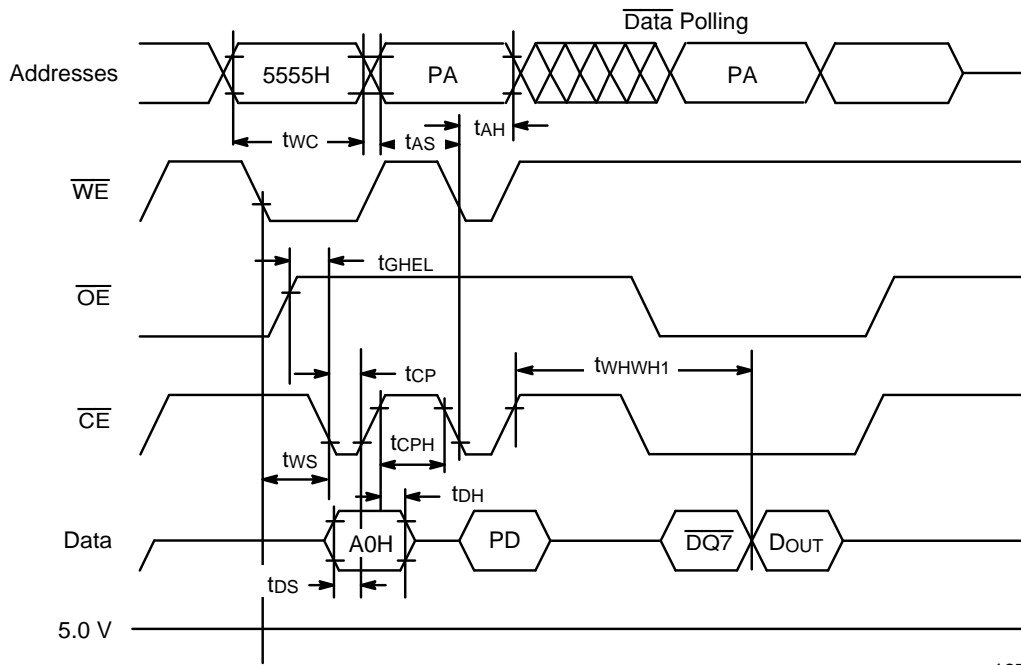 Data Polling
Addresses
5555H
PA
PA
tWC
tAS
tAH
WE
tGHEL
OE
tCP
tWHWH1
CE
tCPH
tWS
tDH
Data
A0H
PD
DQ7
DOUT
tDS
5.0 V